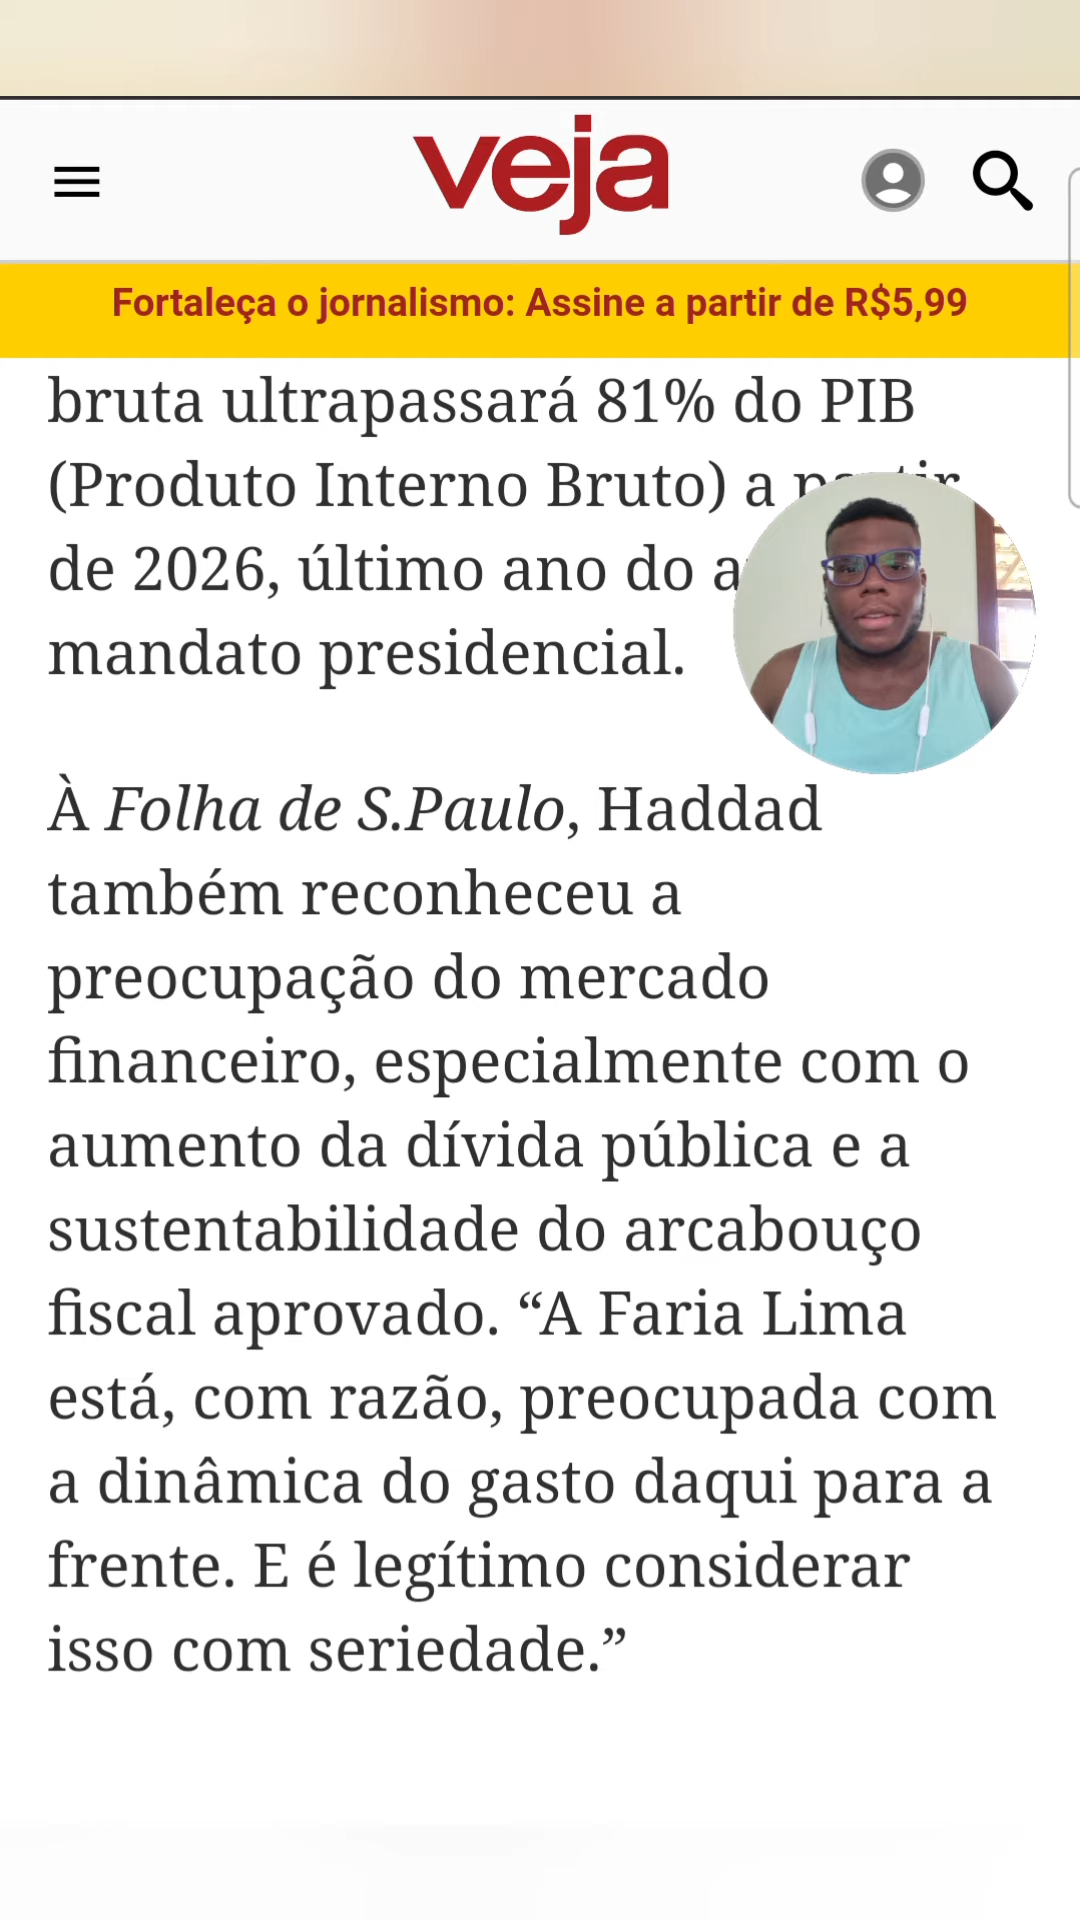 veja
Fortaleça o jornalismo: Assine a partir de R$5,99
bruta ultrapassará 81% do PIB
(Produto Interno Bruto) a partir
de 2026, último ano do
mandato presidencial.
À Folha de S.Paulo, Haddad
também reconheceu a
preocupação do mercado
financeiro, especialmente com o
aumento da dívida pública e a
sustentabilidade do arcabouço
fiscal aprovado. “A Faria Lima
está, com razão, preocupada com
a dinâmica do gasto daqui para a
frente. E é legítimo considerar
isso com seriedade.”